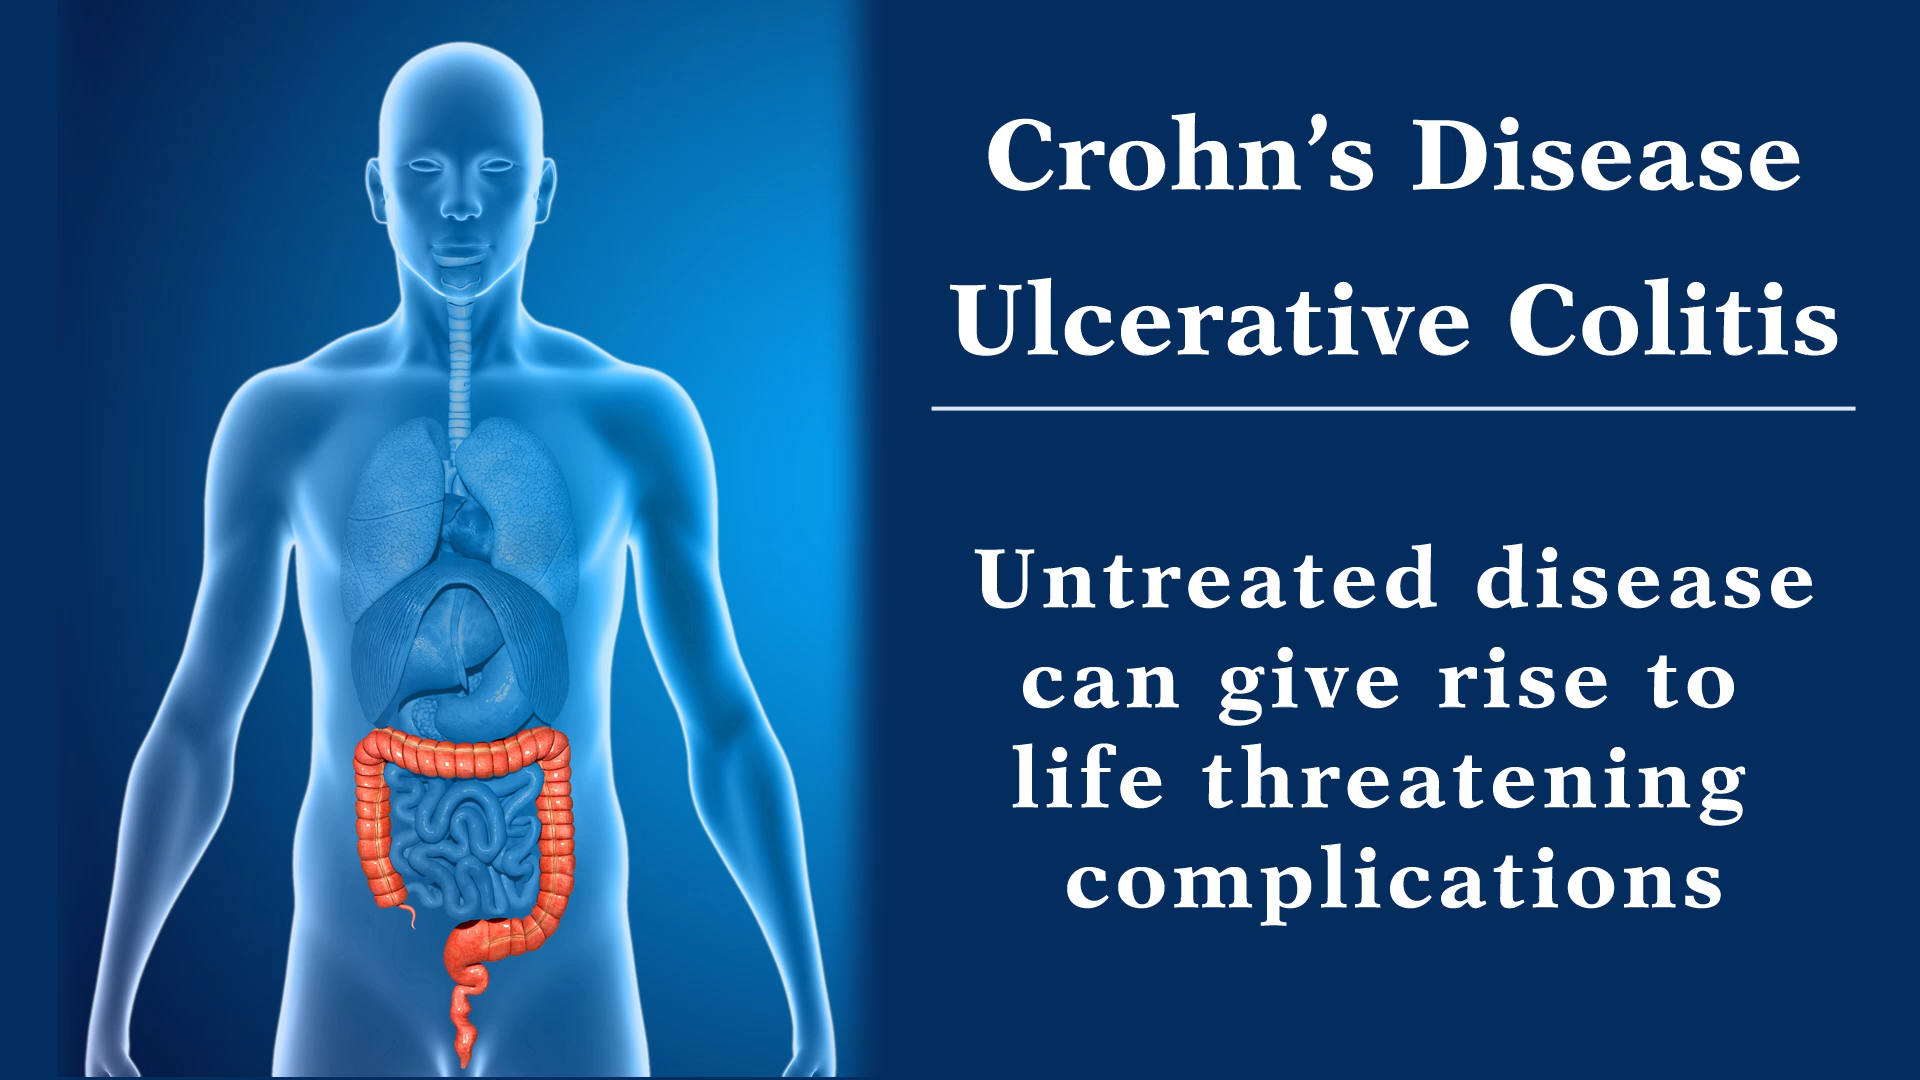 Crohn’s Disease
Ulcerative Colitis
Untreated disease
can give rise to
life threatening
complications